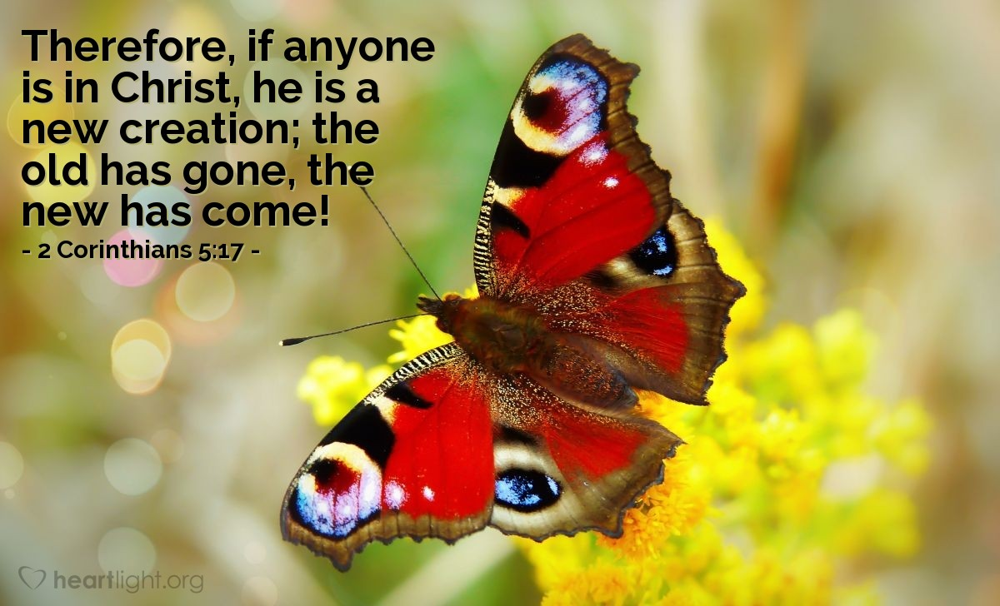 Therefore, if anyone
is in Christ, he is a
new creation; the
old has gone, the
new has come!
- 2 Corinthians 5:17 -
heartlight.org